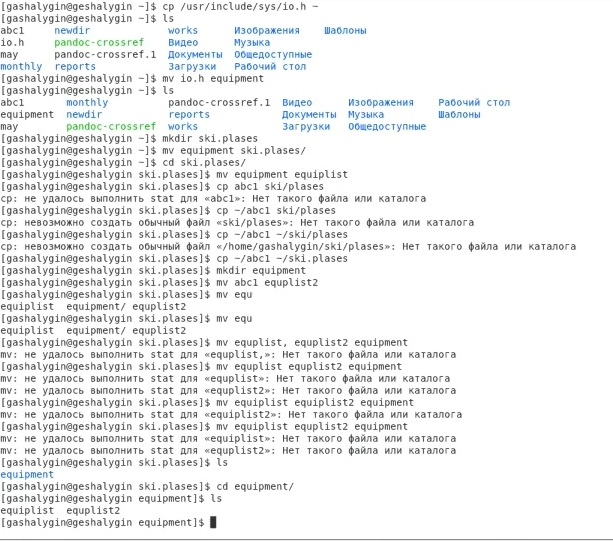 [gashalygin@geshalygin ~]$ cp /usr/include/sys/io.h ~
[gashalygin@geshalygin ~]$ ls
abc1 newdir works Изображения Шаблоны
io.h pandoc-crossref Видео Музыка
may pandoc-crossref.1 Документы Общедоступные
monthly reports Загрузки Рабочий стол
[gashalygin@geshalygin ~]$ mv io.h equipment
[gashalygin@geshalygin ~]$ ls
abc1 monthly pandoc-crossref.1 Видео Изображения Рабочий стол
equipment newdir reports Документы Музыка Шаблоны
may pandoc-crossref works Загрузки Общедоступные
[gashalygin@geshalygin ~]$ mkdir ski.plases
[gashalygin@geshalygin ~]$ mv equipment ski.plases/
[gashalygin@geshalygin ~]$ cd ski.plases/
[gashalygin@geshalygin ski.plases]$ mv equipment equiplist
[gashalygin@geshalygin ski.plases]$ cp abc1 ski/plases
cp: не удалось выполнить stat для «abc1»: Нет такого файла или каталога
[gashalygin@geshalygin ski.plases]$ cp ~/abc1 ski/plases
cp: невозможно создать обычный файл «ski/plases»: Нет такого файла или каталога
[gashalygin@geshalygin ski.plases]$ cp ~/abc1 ~/ski/plases
cp: невозможно создать обычный файл «/home/gashalygin/ski/plases»: Нет такого файла или каталога
[gashalygin@geshalygin ski.plases]$ cp ~/abc1 ~/ski.plases
[gashalygin@geshalygin ski.plases]$ mkdir equipment
[gashalygin@geshalygin ski.plases]$ mv abc1 equplist2
[gashalygin@geshalygin ski.plases]$ mv equ
equiplist equipment/ equplist2
[gashalygin@geshalygin ski.plases]$ mv equ
equiplist equipment/ equplist2
[gashalygin@geshalygin ski.plases]$ mv equplist, equplist2 equipment
mv: не удалось выполнить stat для «equplist,»: Нет такого файла или каталога
[gashalygin@geshalygin ski.plases]$ mv equplist equplist2 equipment
mv: не удалось выполнить stat для «equplist»: Нет такого файла или каталога
mv: не удалось выполнить stat для «equplist2»: Нет такого файла или каталога
[gashalygin@geshalygin ski.plases]$ mv equiplist equiplist2 equipment
mv: не удалось выполнить stat для «equiplist2»: Нет такого файла или каталога
[gashalygin@geshalygin ski.plases]$ mv equiplist equplist2 equipment
mv: не удалось выполнить stat для «equiplist»: Нет такого файла или каталога
mv: не удалось выполнить stat для «equplist2»: Нет такого файла или каталога
[gashalygin@geshalygin ski.plases]$ ls
equipment
[gashalygin@geshalygin ski.plases]$ cd equipment/
[gashalygin@geshalygin equipment]$ ls
equiplist equplist2
[gashalygin@geshalygin equipment]$